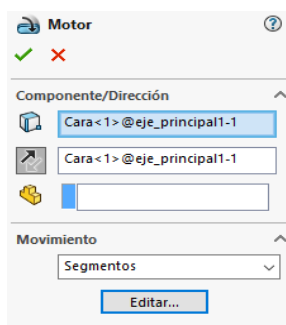 Motor
Componente/Dirección
Cara<1>@eje_principal1-1
Cara<1>@eje_principal1-1
Movimiento
Segmentos
Editar...